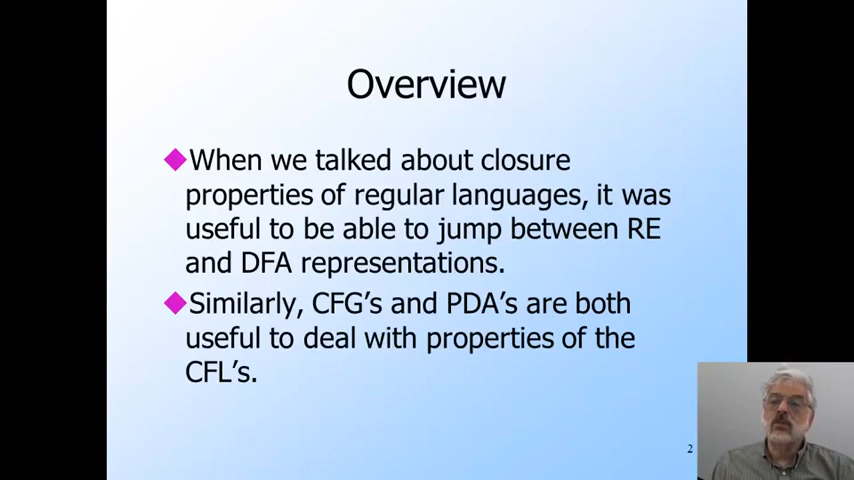 Overview
When we talked about closure
properties of regular languages, it was
useful to be able to jump between RE
and DFA representations.
Similarly, CFG’s and PDA’s are both
useful to deal with properties of the
CFL’s.
2